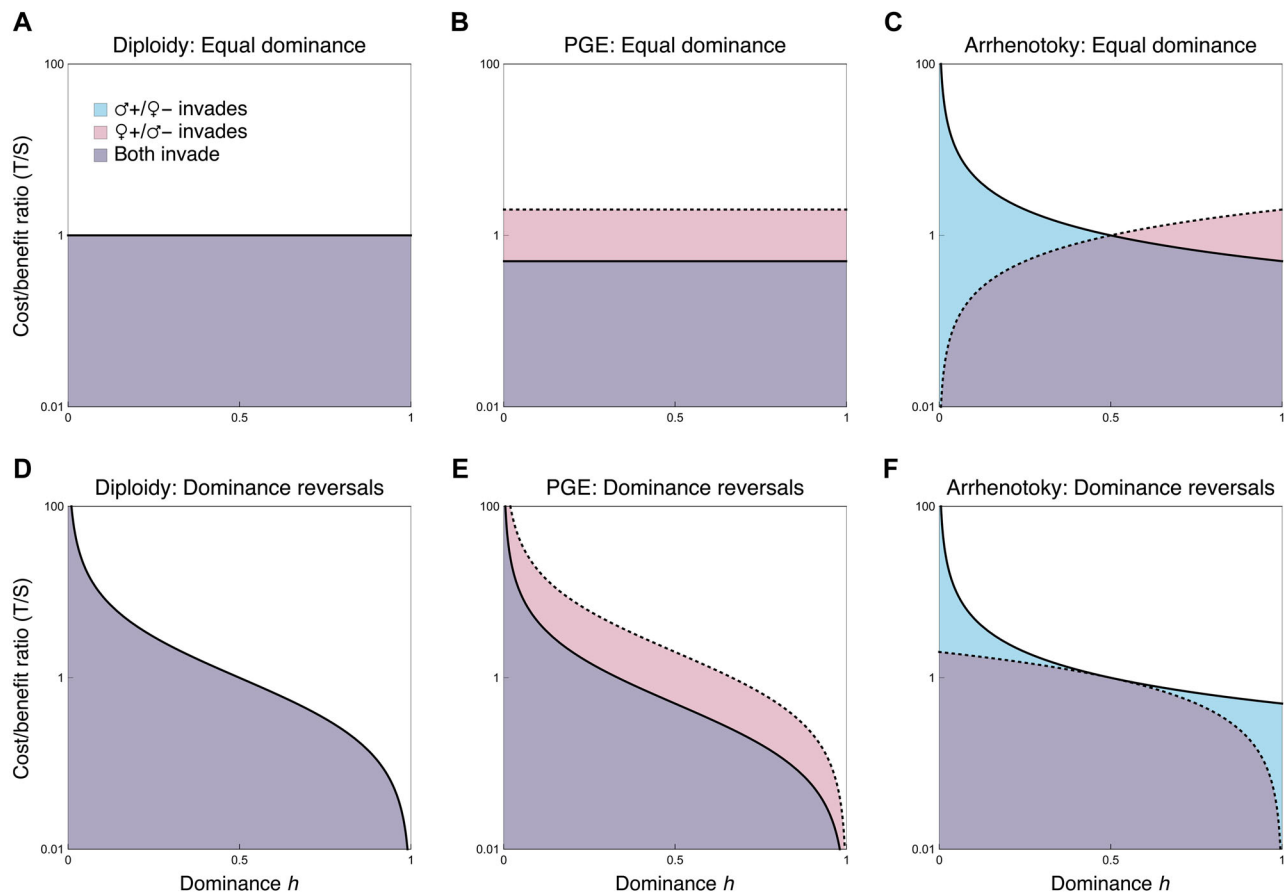 A
Diploidy: Equal dominance
100
1
0.01
0
0.5
1
Cost/benefit ratio (T/S)
♂+/♀− invades
♀+/♂− invades
Both invade
B
PGE: Equal dominance
100
1
0.01
0
0.5
1
C
Arrhenotoky: Equal dominance
100
1
0.01
0
0.5
1
D
Diploidy: Dominance reversals
100
1
0.01
0
0.5
1
Cost/benefit ratio (T/S)
Dominance h
E
PGE: Dominance reversals
100
1
0.01
0
0.5
1
Dominance h
F
Arrhenotoky: Dominance reversals
100
1
0.01
0
0.5
1
Dominance h